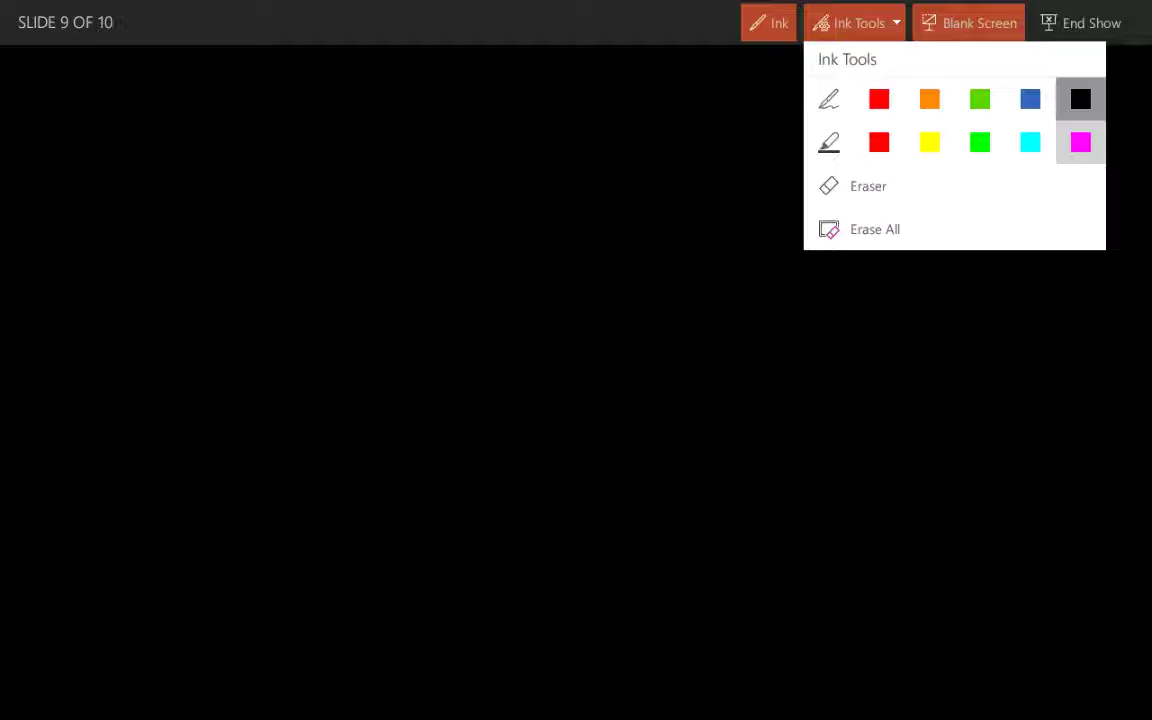 SLIDE 9 OF 10 Ink Ink Tools Blank Screen End Show
Ink Tools
Eraser
Erase All